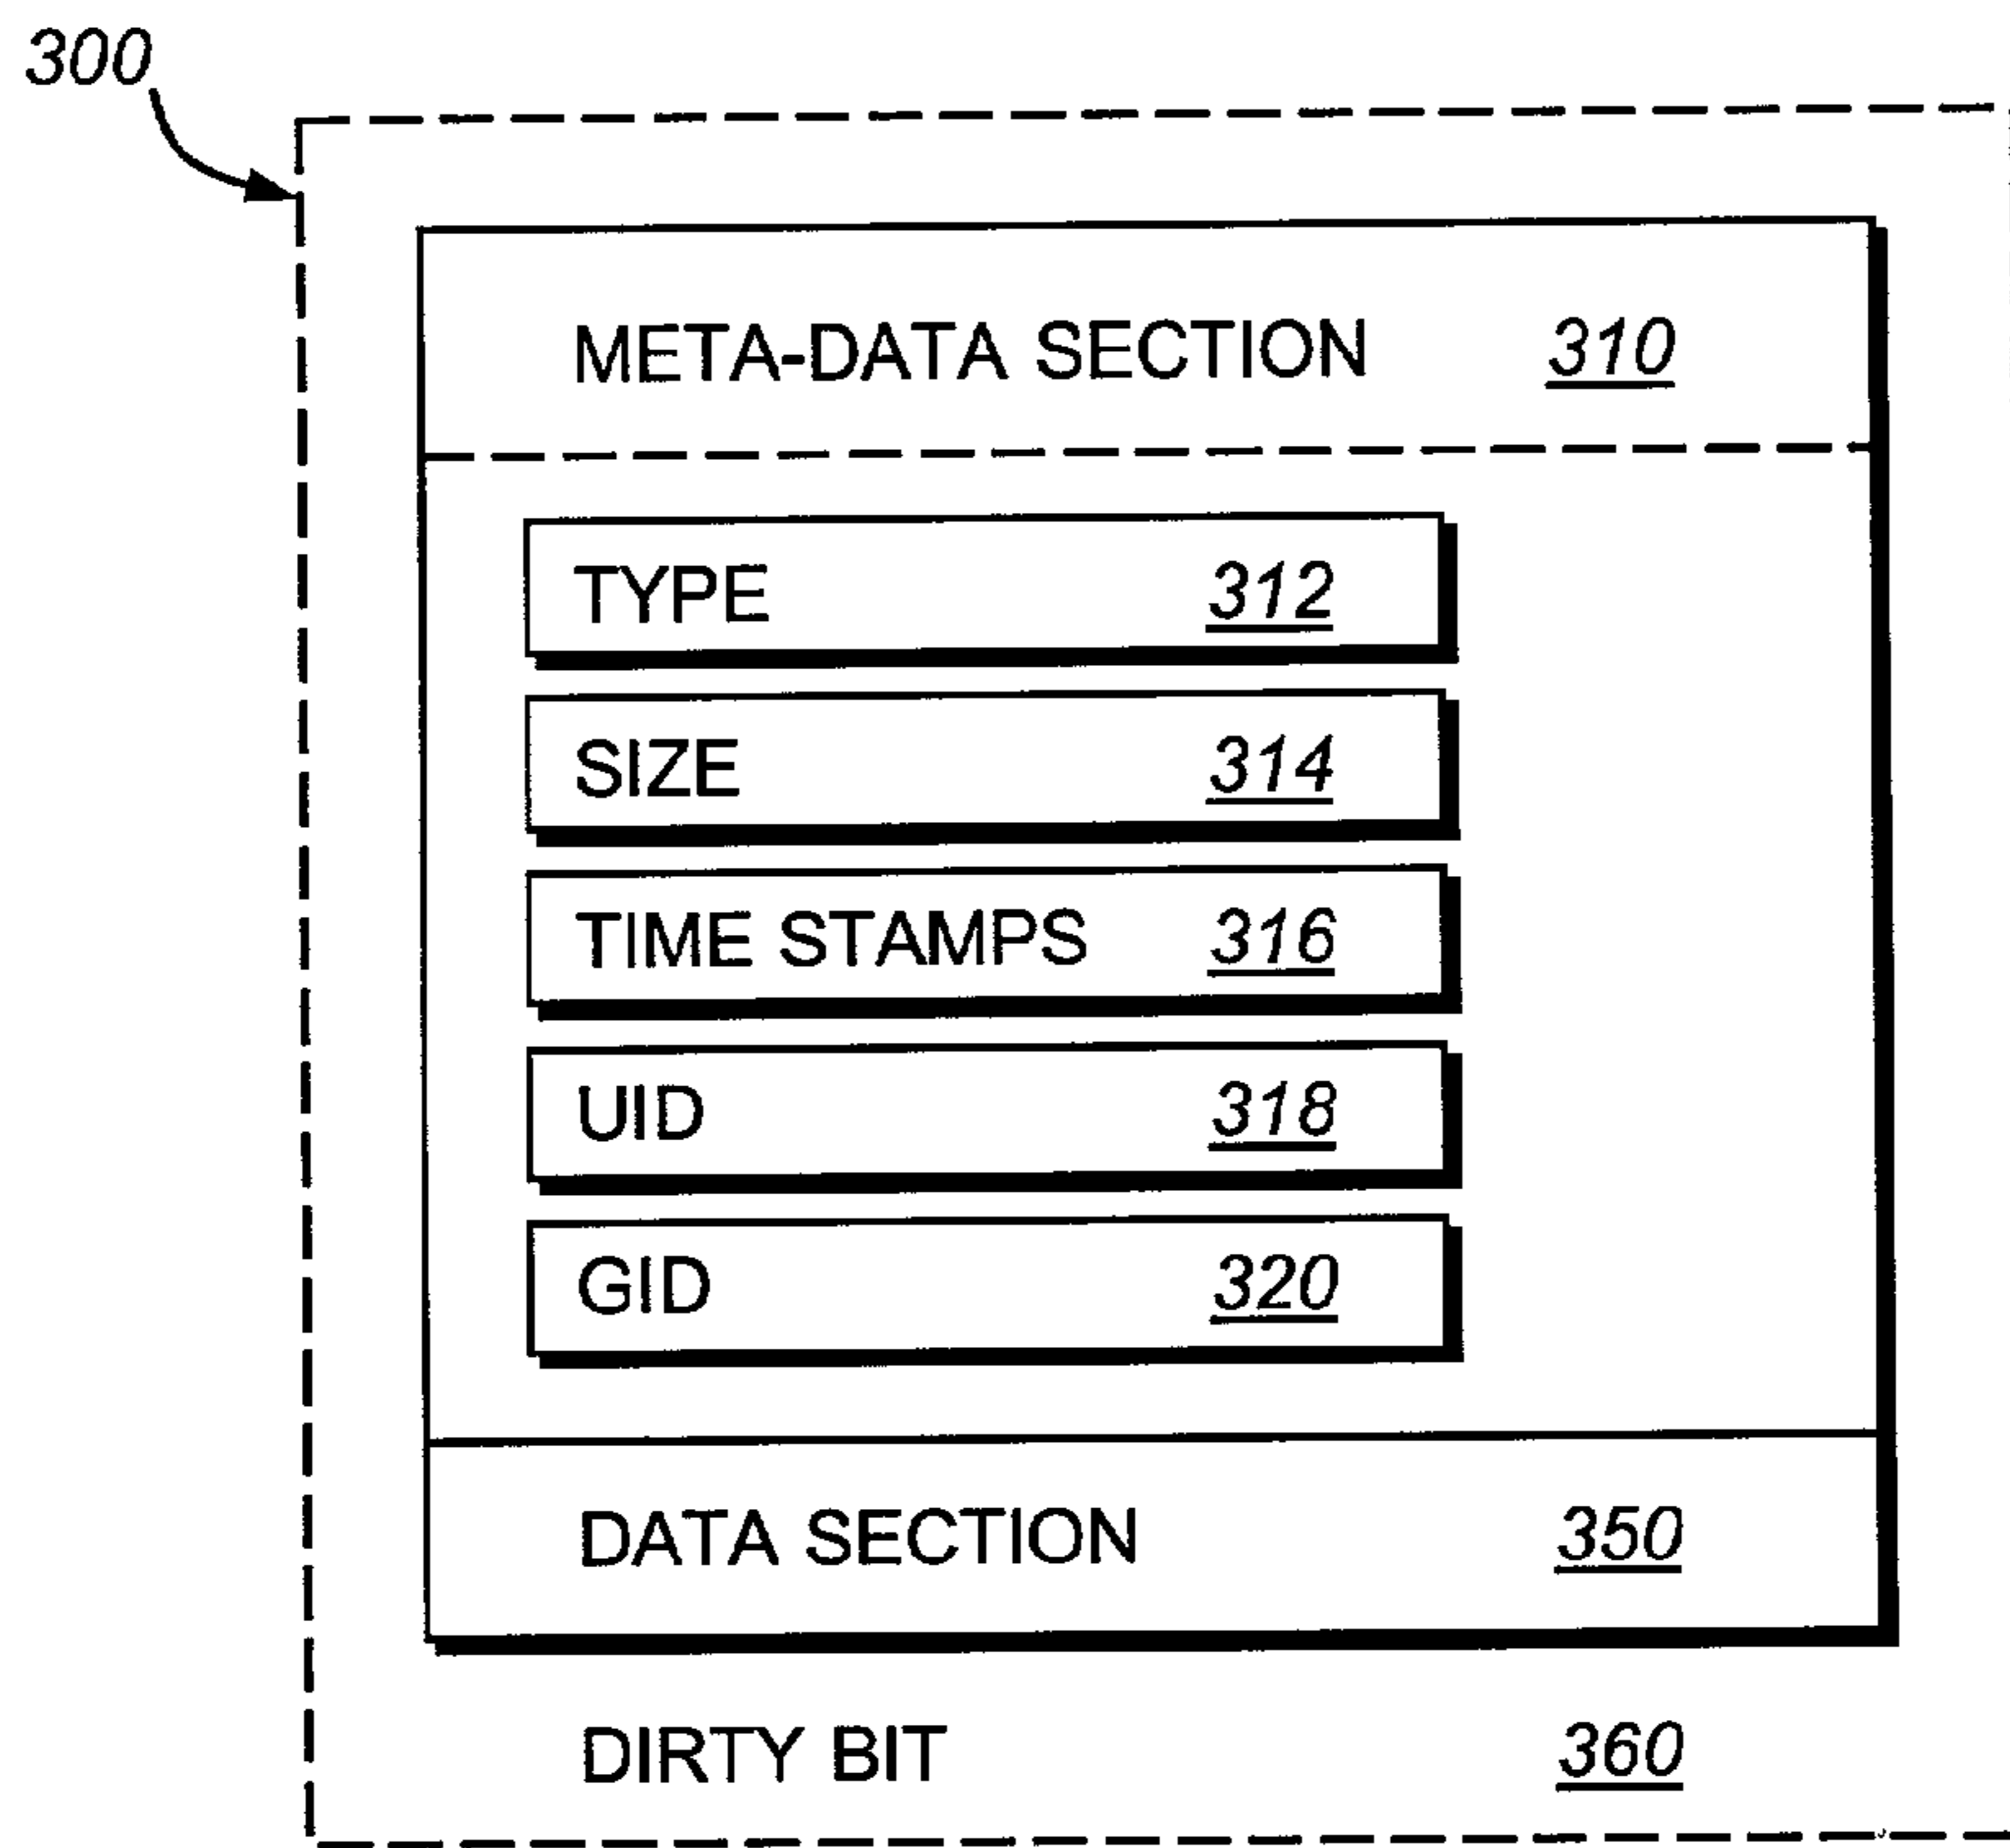 300
META-DATA SECTION 310
TYPE 312
SIZE 314
TIME STAMPS 316
UID 318
GID 320
DATA SECTION 350
DIRTY BIT 360